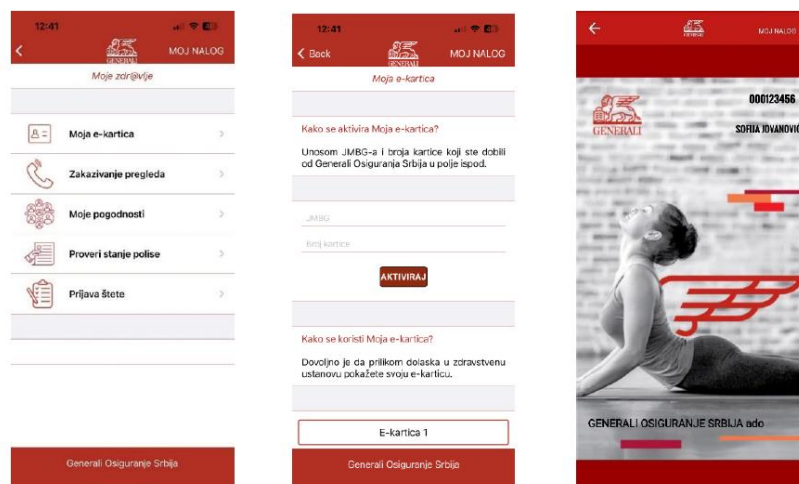 12:41
MOJ NALOG
GENERALI
Moje zdr@vlje
Moja e-kartica
Zakazivanje pregleda
Moje pogodnosti
Proveri stanje polise
Prijava štete
Generali Osiguranje Srbija
12:41
Back
MOJ NALOG
GENERALI
Moja e-kartica
Kako se aktivira Moja e-kartica?
Unosom JMBG-a i broja kartice koji ste dobili
od Generali Osiguranja Srbija u polje ispod.
JMBG
Broj kartice
AKTIVIRAJ
Kako se koristi Moja e-kartica?
Dovoljno je da prilikom dolaska u zdravstvenu
ustanovu pokažete svoju e-karticu.
E-kartica 1
Generali Osiguranje Srbija
GENERALI
MOJ NALOG
000123456
GENERALI
SOFIJA JOVANOVIĆ
GENERALI OSIGURANJE SRBIJA ado